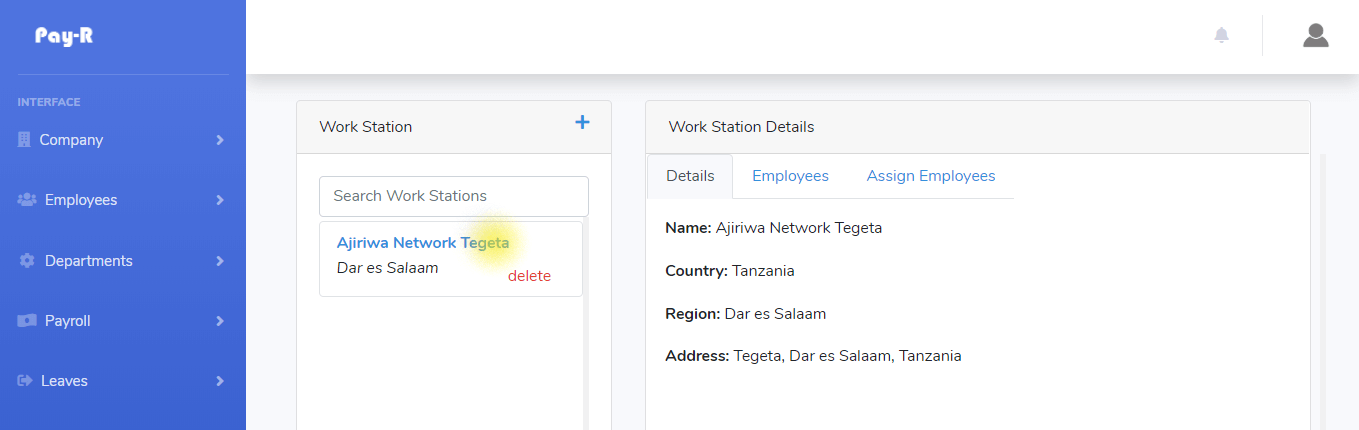 Pay-R
INTERFACE
Company
Employees
Departments
Payroll
Leaves
Work Station
Search Work Stations
Ajiriwa Network Tegeta
Dar es Salaam
delete
Work Station Details
Details Employees Assign Employees
Name: Ajiriwa Network Tegeta
Country: Tanzania
Region: Dar es Salaam
Address: Tegeta, Dar es Salaam, Tanzania